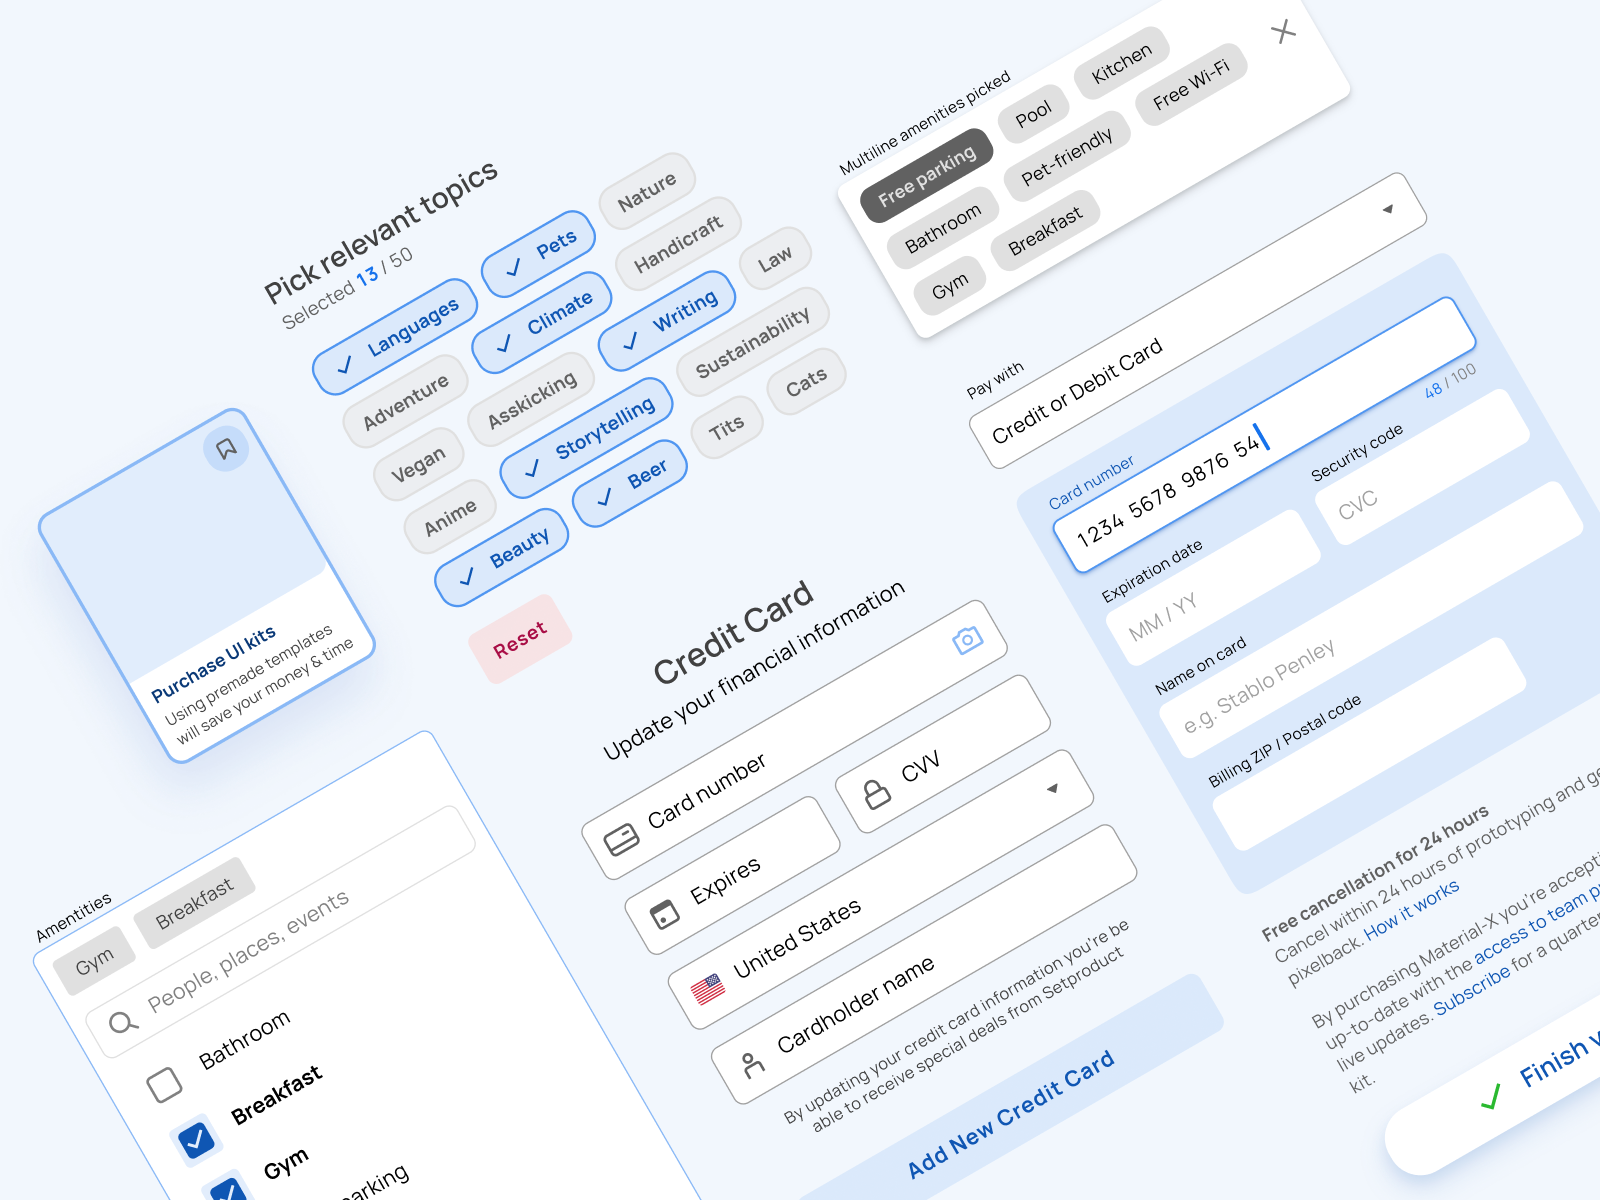 Pick relevant topics
Selected 13 / 50
Languages
Pets
Nature
Adventure
Climate
Handicraft
Vegan
Asskicking
Writing
Law
Anime
Storytelling
Sustainability
Beauty
Beer
Tits
Cats
Reset
Multiline amenities picked
Free parking
Pool
Kitchen
Bathroom
Pet-friendly
Free Wi-Fi
Gym
Breakfast
Pay with
Credit or Debit Card
Card number
1234 5678 9876 54
48 / 100
Expiration date
MM / YY
Security code
CVC
Name on card
e.g. Stablo Penley
Billing ZIP / Postal code
Free cancellation for 24 hours
Cancel within 24 hours of prototyping and ge
pixelback. How it works
By purchasing Material-X you're accepti
up-to-date with the access to team p
live updates. Subscribe for a quarter
kit.
Finish
Purchase UI kits
Using premade templates
will save your money & time
Credit Card
Update your financial information
Card number
Expires
CVV
United States
Cardholder name
By updating your credit card information you're be
able to receive special deals from Setproduct
Add New Credit Card
Amentities
Gym
Breakfast
People, places, events
Bathroom
Breakfast
Gym
arking